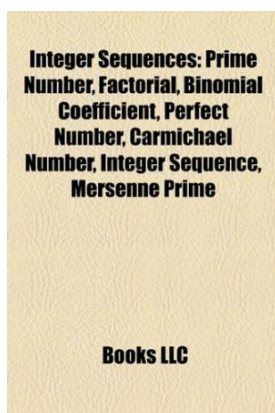 Integer Sequences: Prime
Number, Factorial, Binomial
Coefficient, Perfect
Number, Carmichael
Number, Integer Sequence,
Mersenne Prime
Books LLC